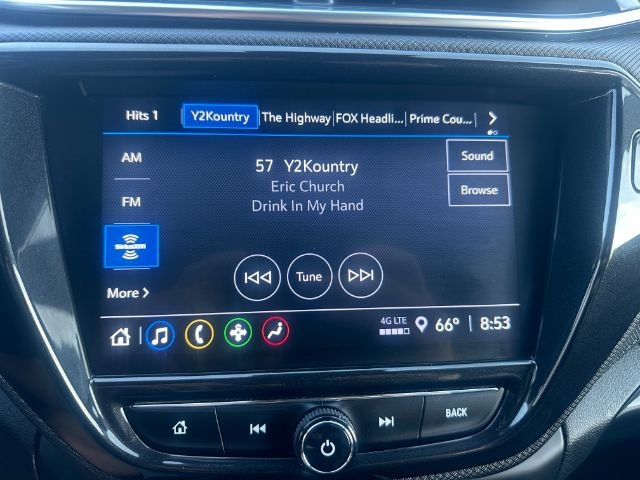 Hits 1 Y2Kountry The Highway FOX Headli... Prime Cou...
AM
57 Y2Kountry
Sound
Eric Church
Browse
FM
Drink In My Hand
SiriusXM
Tune
More >
4G LTE 66° 8:53
BACK